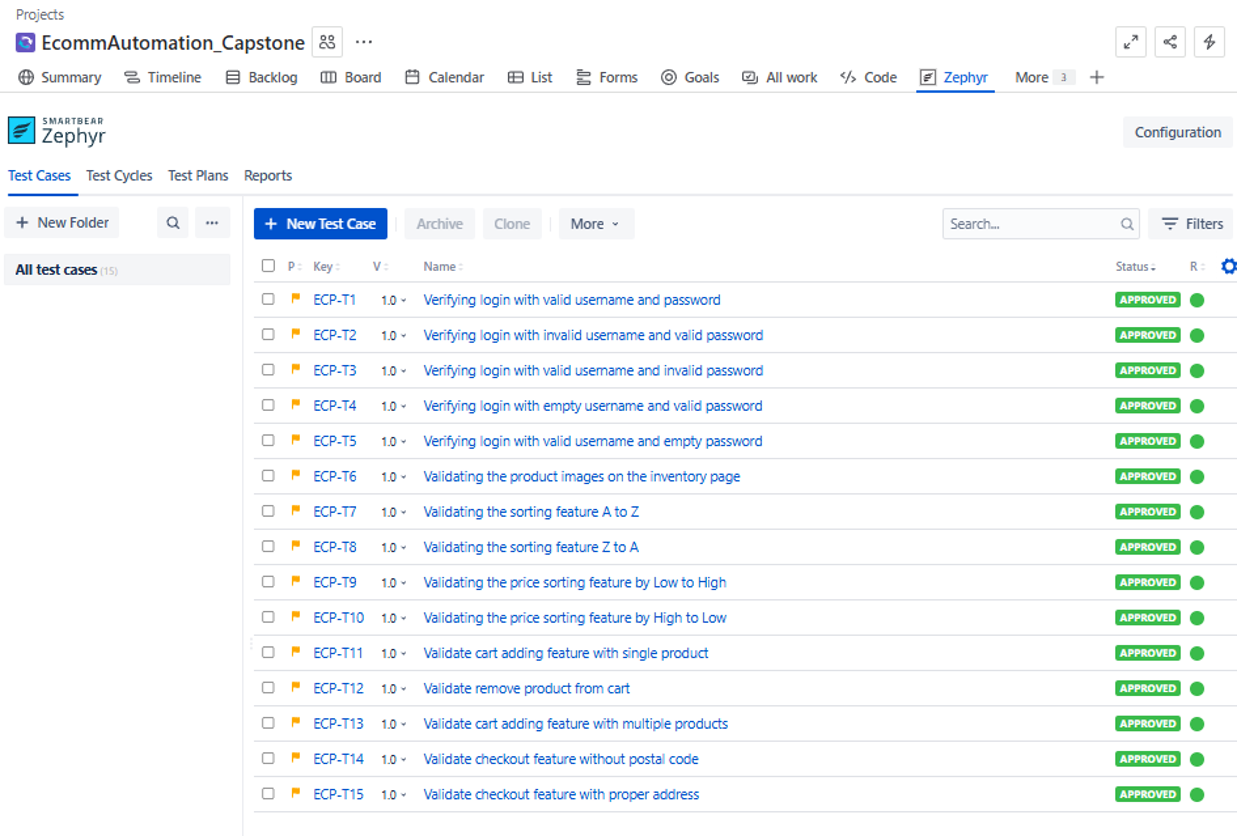 Projects
EcommAutomation_Capstone
Summary Timeline Backlog Board Calendar List Forms Goals All work Code Zephyr More 3
SMARTBEAR
Zephyr
Configuration
Test Cases Test Cycles Test Plans Reports
New Folder
New Test Case Archive Clone More Search... Filters
All test cases (15)
P Key V Name Status R
ECP-T1 1.0 Verifying login with valid username and password APPROVED
ECP-T2 1.0 Verifying login with invalid username and valid password APPROVED
ECP-T3 1.0 Verifying login with valid username and invalid password APPROVED
ECP-T4 1.0 Verifying login with empty username and valid password APPROVED
ECP-T5 1.0 Verifying login with valid username and empty password APPROVED
ECP-T6 1.0 Validating the product images on the inventory page APPROVED
ECP-T7 1.0 Validating the sorting feature A to Z APPROVED
ECP-T8 1.0 Validating the sorting feature Z to A APPROVED
ECP-T9 1.0 Validating the price sorting feature by Low to High APPROVED
ECP-T10 1.0 Validating the price sorting feature by High to Low APPROVED
ECP-T11 1.0 Validate cart adding feature with single product APPROVED
ECP-T12 1.0 Validate remove product from cart APPROVED
ECP-T13 1.0 Validate cart adding feature with multiple products APPROVED
ECP-T14 1.0 Validate checkout feature without postal code APPROVED
ECP-T15 1.0 Validate checkout feature with proper address APPROVED